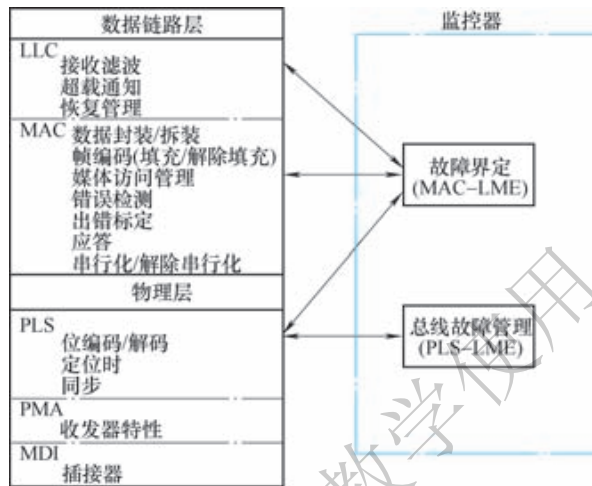 数据链路层
LLC
接收滤波
超载通知
恢复管理
MAC 数据封装/拆装
帧编码(填充/解除填充)
媒体访问管理
错误检测
出错标定
应答
串行化/解除串行化
物理层
PLS
位编码/解码
定位时
同步
PMA
收发器特性
MDI
插接器
监控器
故障界定
(MAC-LME)
总线故障管理
(PLS-LME)
教学使用